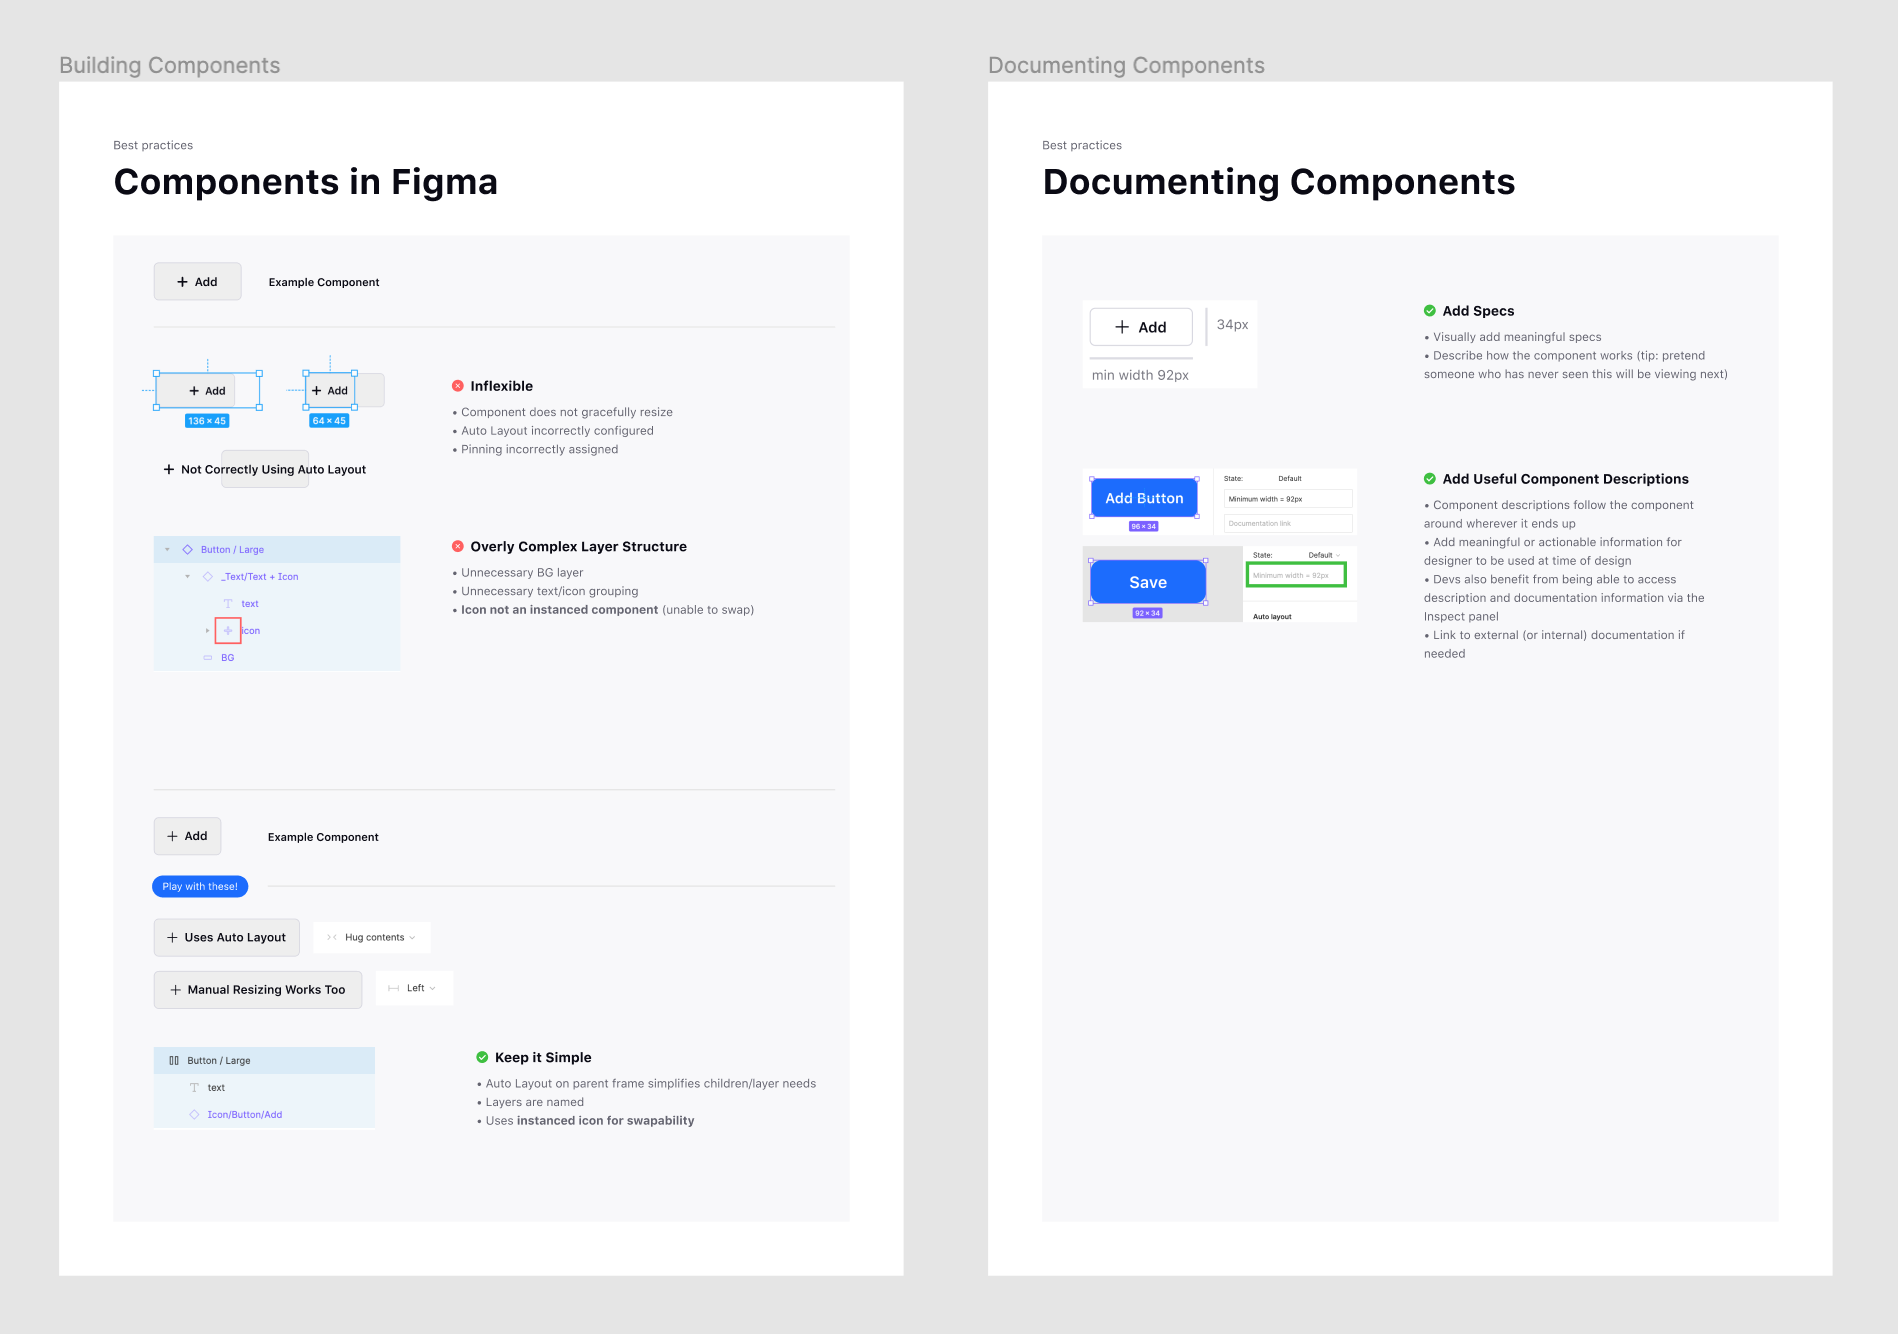 Building Components
Best practices
Components in Figma
Add
Example Component
Add
Add
136 × 45
64 × 45
Not Correctly Using Auto Layout
Inflexible
• Component does not gracefully resize
• Auto Layout incorrectly configured
• Pinning incorrectly assigned
Button / Large
_Text/Text + Icon
text
icon
BG
Overly Complex Layer Structure
• Unnecessary BG layer
• Unnecessary text/icon grouping
• Icon not an instanced component (unable to swap)
Add
Example Component
Play with these!
Uses Auto Layout
Hug contents
Manual Resizing Works Too
Left
Button / Large
text
Icon/Button/Add
Keep it Simple
• Auto Layout on parent frame simplifies children/layer needs
• Layers are named
• Uses instanced icon for swapability
Documenting Components
Best practices
Documenting Components
Add
34px
min width 92px
Add Specs
• Visually add meaningful specs
• Describe how the component works (tip: pretend
someone who has never seen this will be viewing next)
Add Button
96 × 34
State:
Default
Minimum width = 92px
Documentation link
Save
92 × 34
State:
Default
Minimum width = 92px
Auto layout
Add Useful Component Descriptions
• Component descriptions follow the component
around wherever it ends up
• Add meaningful or actionable information for
designer to be used at time of design
• Devs also benefit from being able to access
description and documentation information via the
Inspect panel
• Link to external (or internal) documentation if
needed